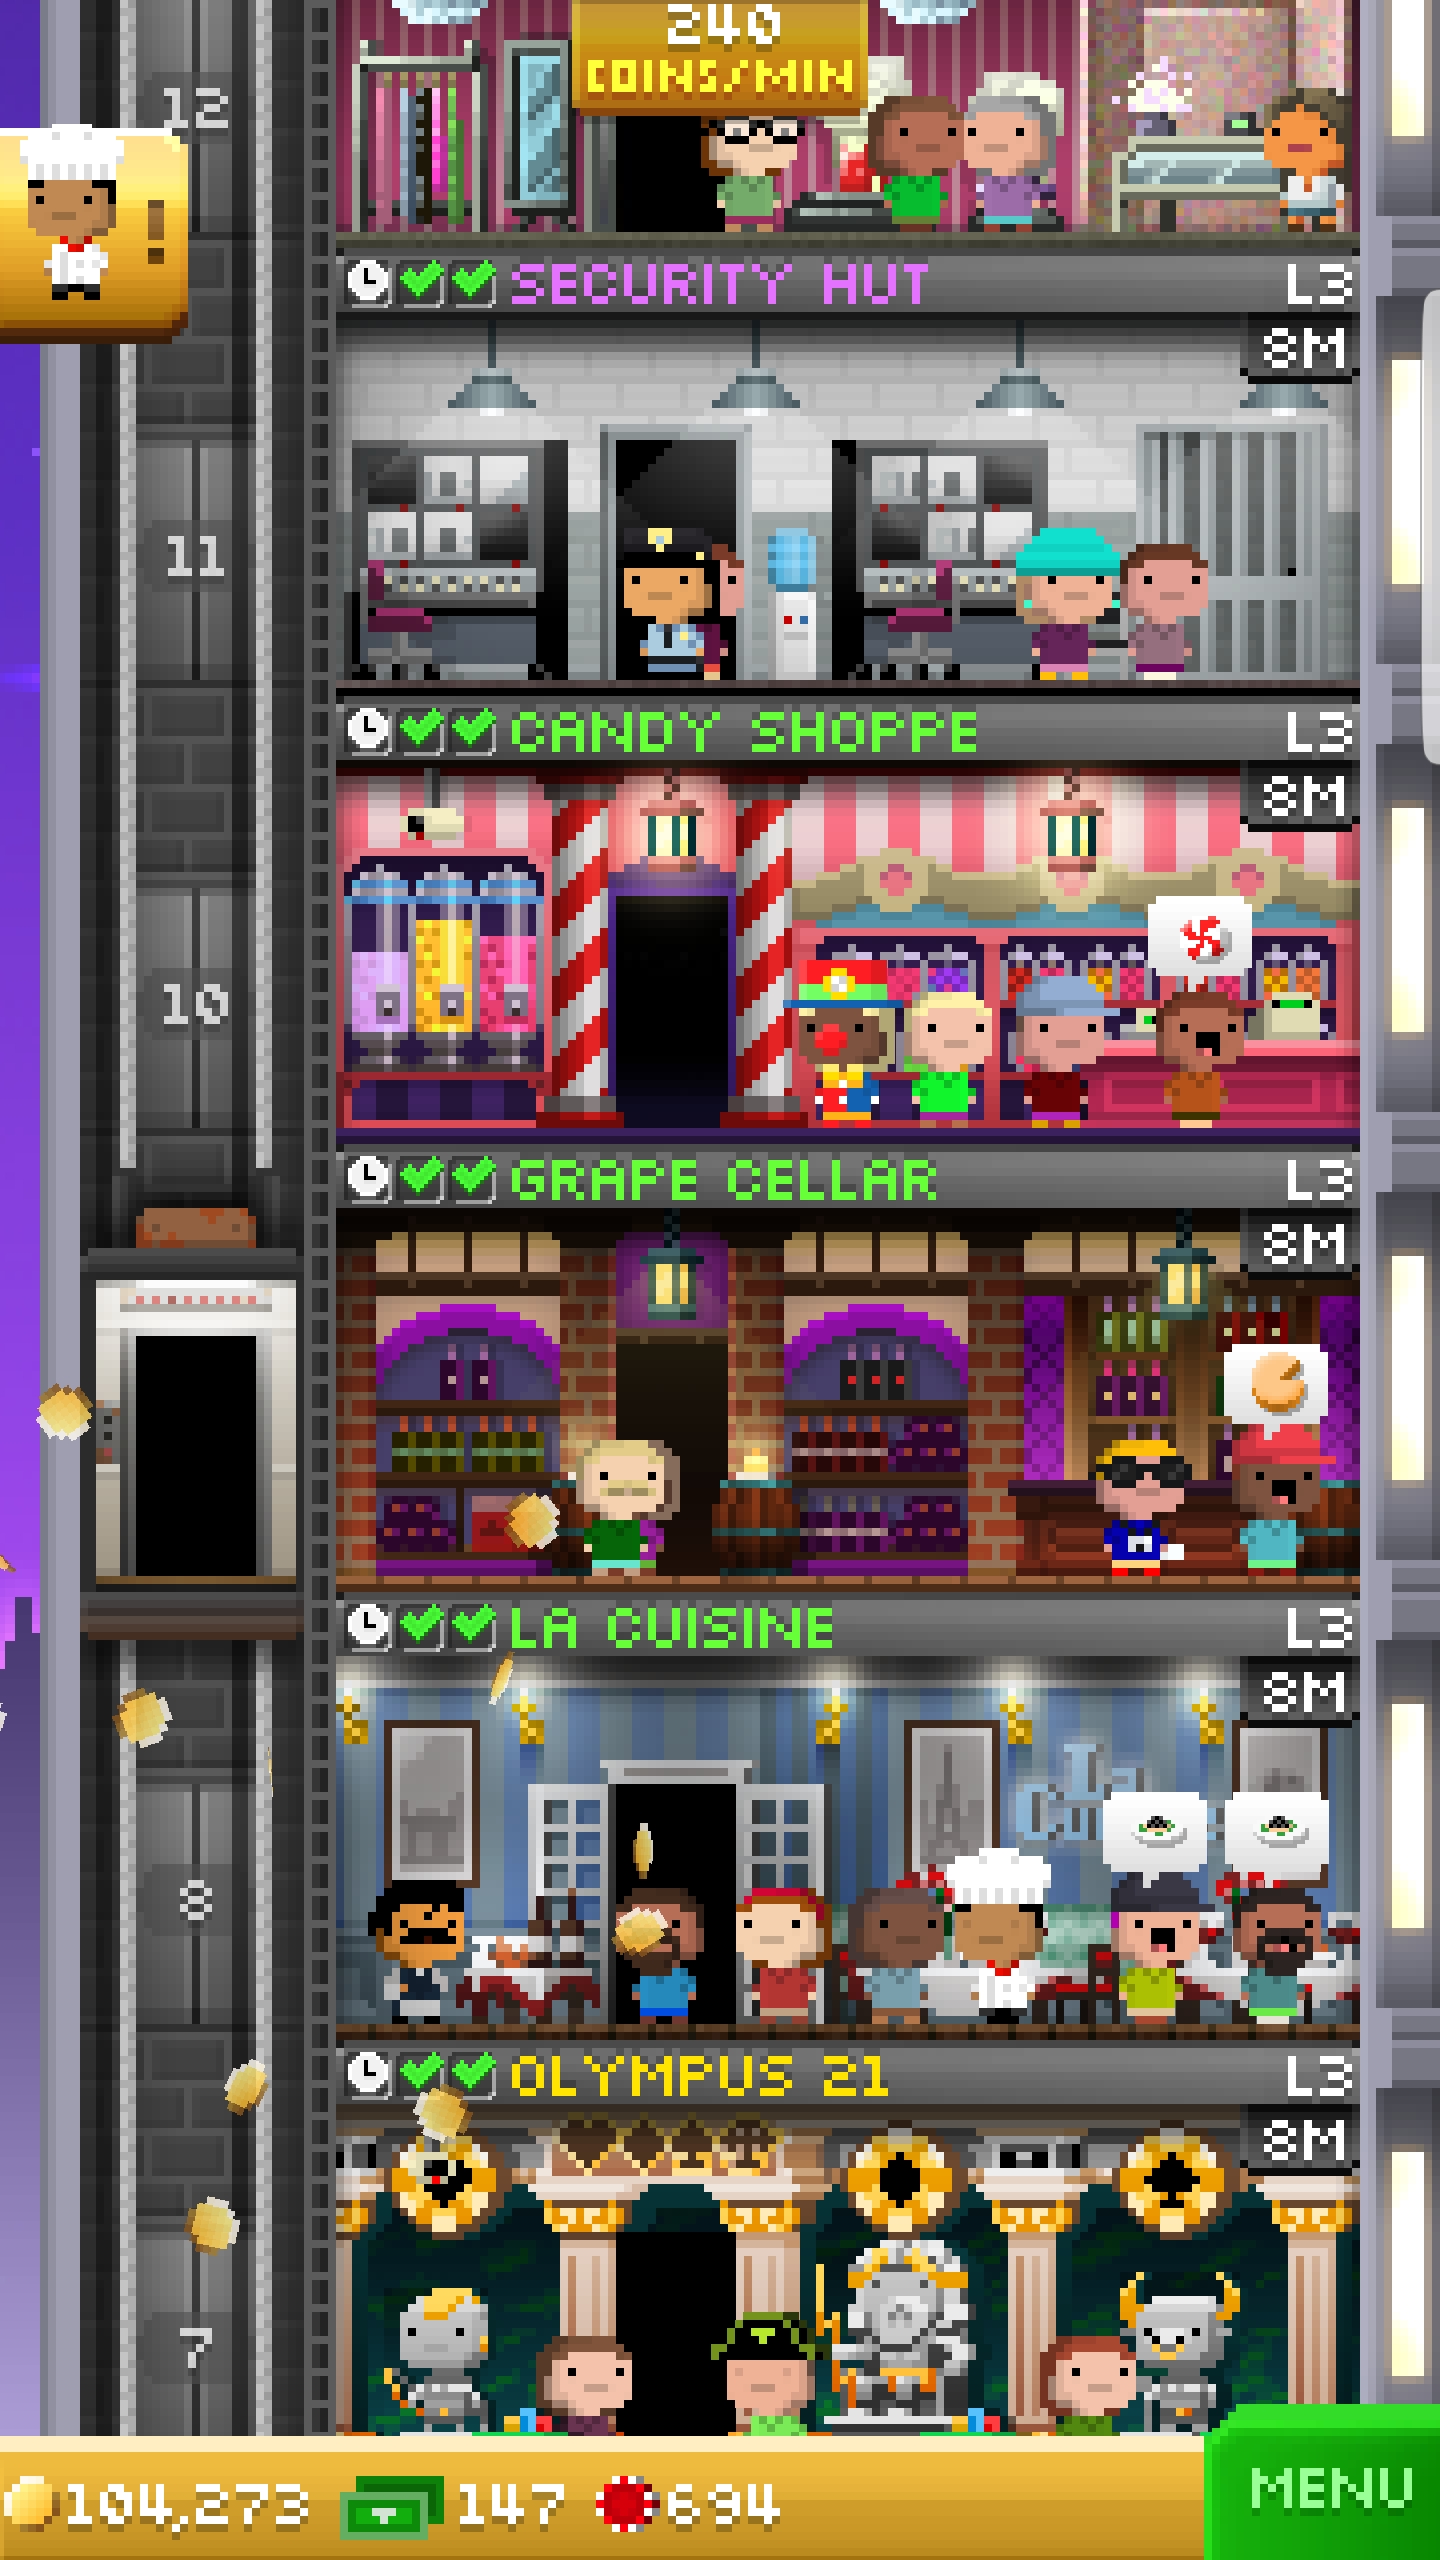 240
COINS/MIN
12
!
SECURITY HUT L3
8M
11
CANDY SHOPPE L3
8M
10
GRAPE CELLAR L3
8M
LA CUISINE L3
8M
La
8
OLYMPUS 21 L3
8M
7
104,273 147 694
MENU